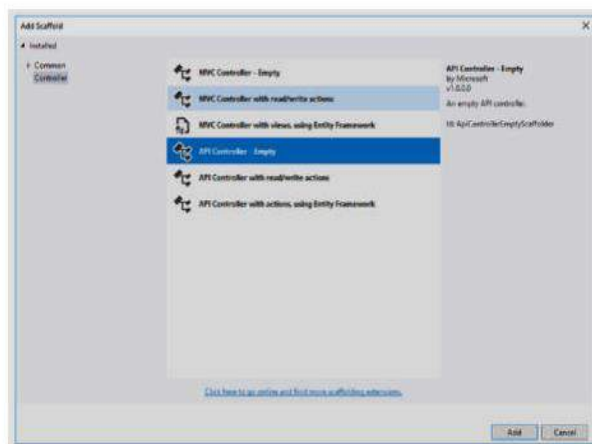 Add Scaffold
Installed
Common
Controller
MVC Controller - Empty
MVC Controller with read/write actions
MVC Controller with views, using Entity Framework
API Controller - Empty
API Controller with read/write actions
API Controller with actions, using Entity Framework
API Controller - Empty
by Microsoft
v1.0.0.0
An empty API controller.
Id: ApiControllerEmptyScaffolder
Click here to go online and find more scaffolding extensions.
Add
Cancel